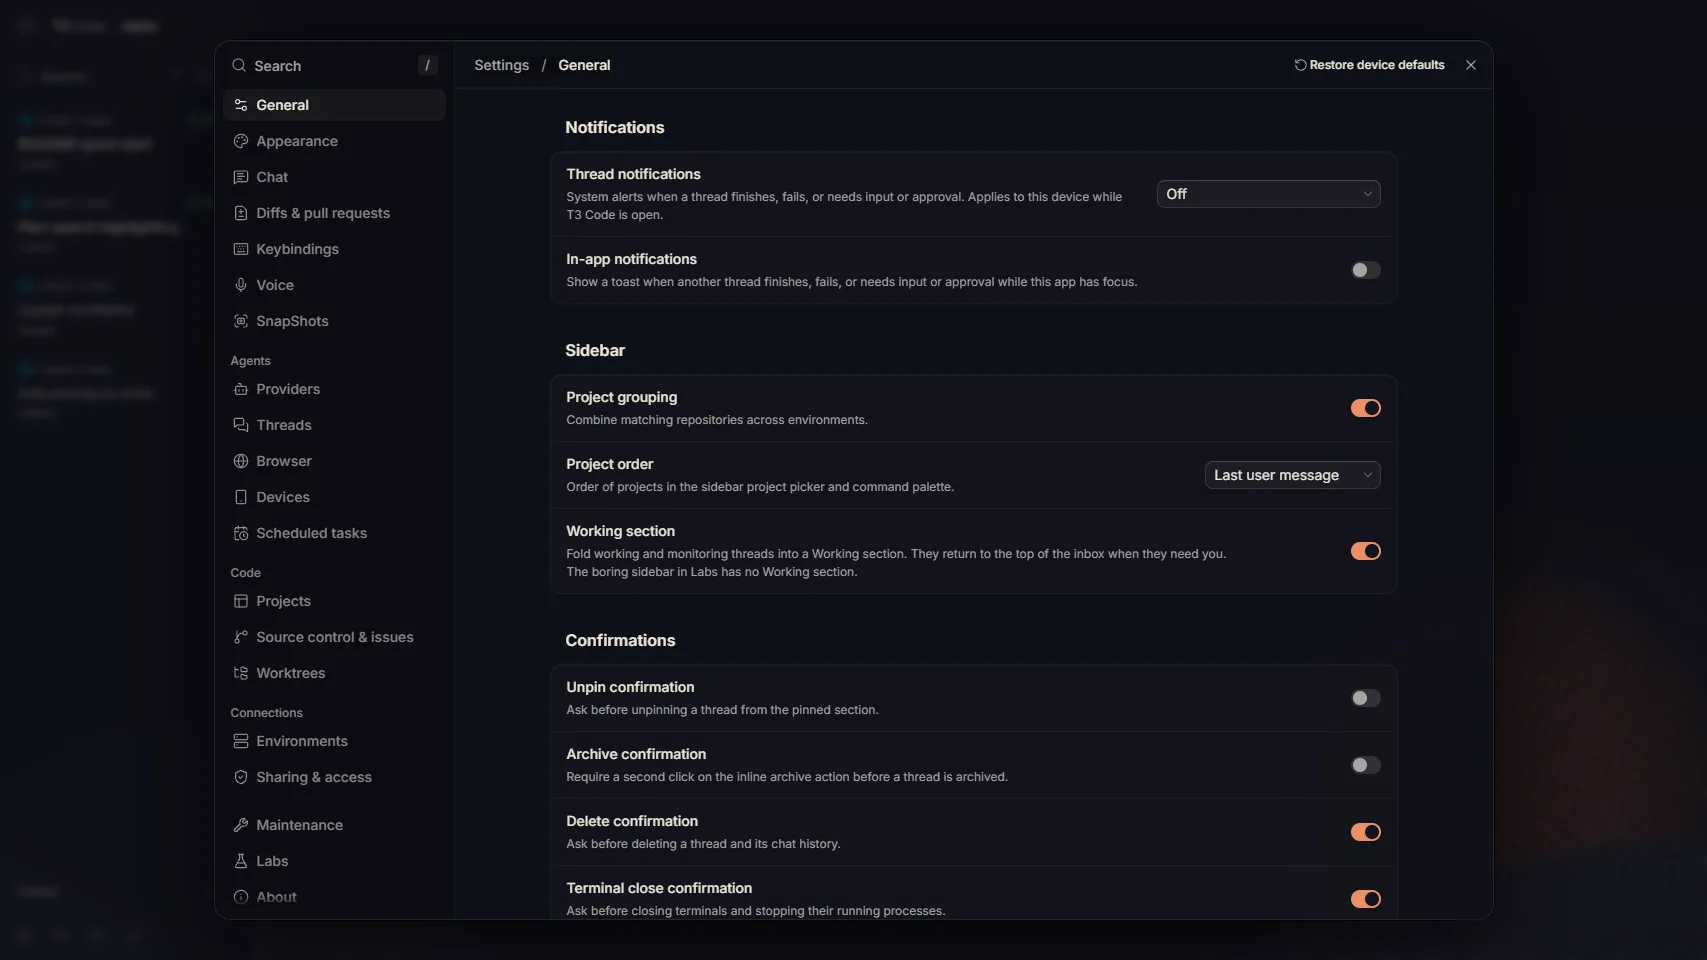 Search
/
General
Appearance
Chat
Diffs & pull requests
Keybindings
Voice
SnapShots
Agents
Providers
Threads
Browser
Devices
Scheduled tasks
Code
Projects
Source control & issues
Worktrees
Connections
Environments
Sharing & access
Maintenance
Labs
About
Settings / General
Restore device defaults
Notifications
Thread notifications
System alerts when a thread finishes, fails, or needs input or approval. Applies to this device while
T3 Code is open.
Off
In-app notifications
Show a toast when another thread finishes, fails, or needs input or approval while this app has focus.
Sidebar
Project grouping
Combine matching repositories across environments.
Project order
Order of projects in the sidebar project picker and command palette.
Last user message
Working section
Fold working and monitoring threads into a Working section. They return to the top of the inbox when they need you.
The boring sidebar in Labs has no Working section.
Confirmations
Unpin confirmation
Ask before unpinning a thread from the pinned section.
Archive confirmation
Require a second click on the inline archive action before a thread is archived.
Delete confirmation
Ask before deleting a thread and its chat history.
Terminal close confirmation
Ask before closing terminals and stopping their running processes.